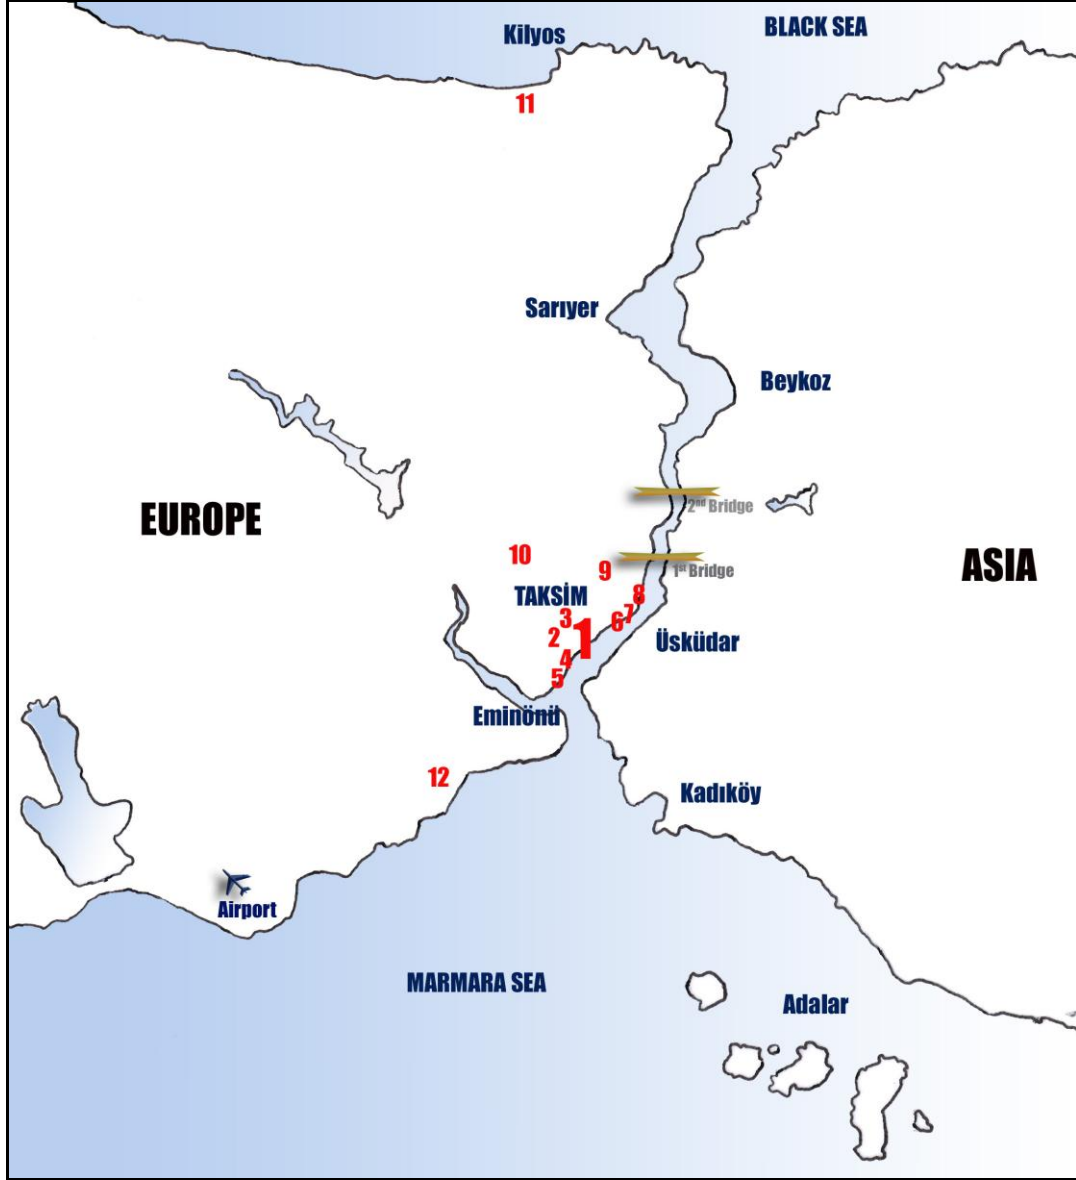 Kilyos
BLACK SEA
11
Sarıyer
Beykoz
2nd Bridge
EUROPE
10
9
1st Bridge
ASIA
TAKSİM
8
3
6
7
2
1
Üsküdar
4
5
Eminönü
12
Kadıköy
Airport
MARMARA SEA
Adalar